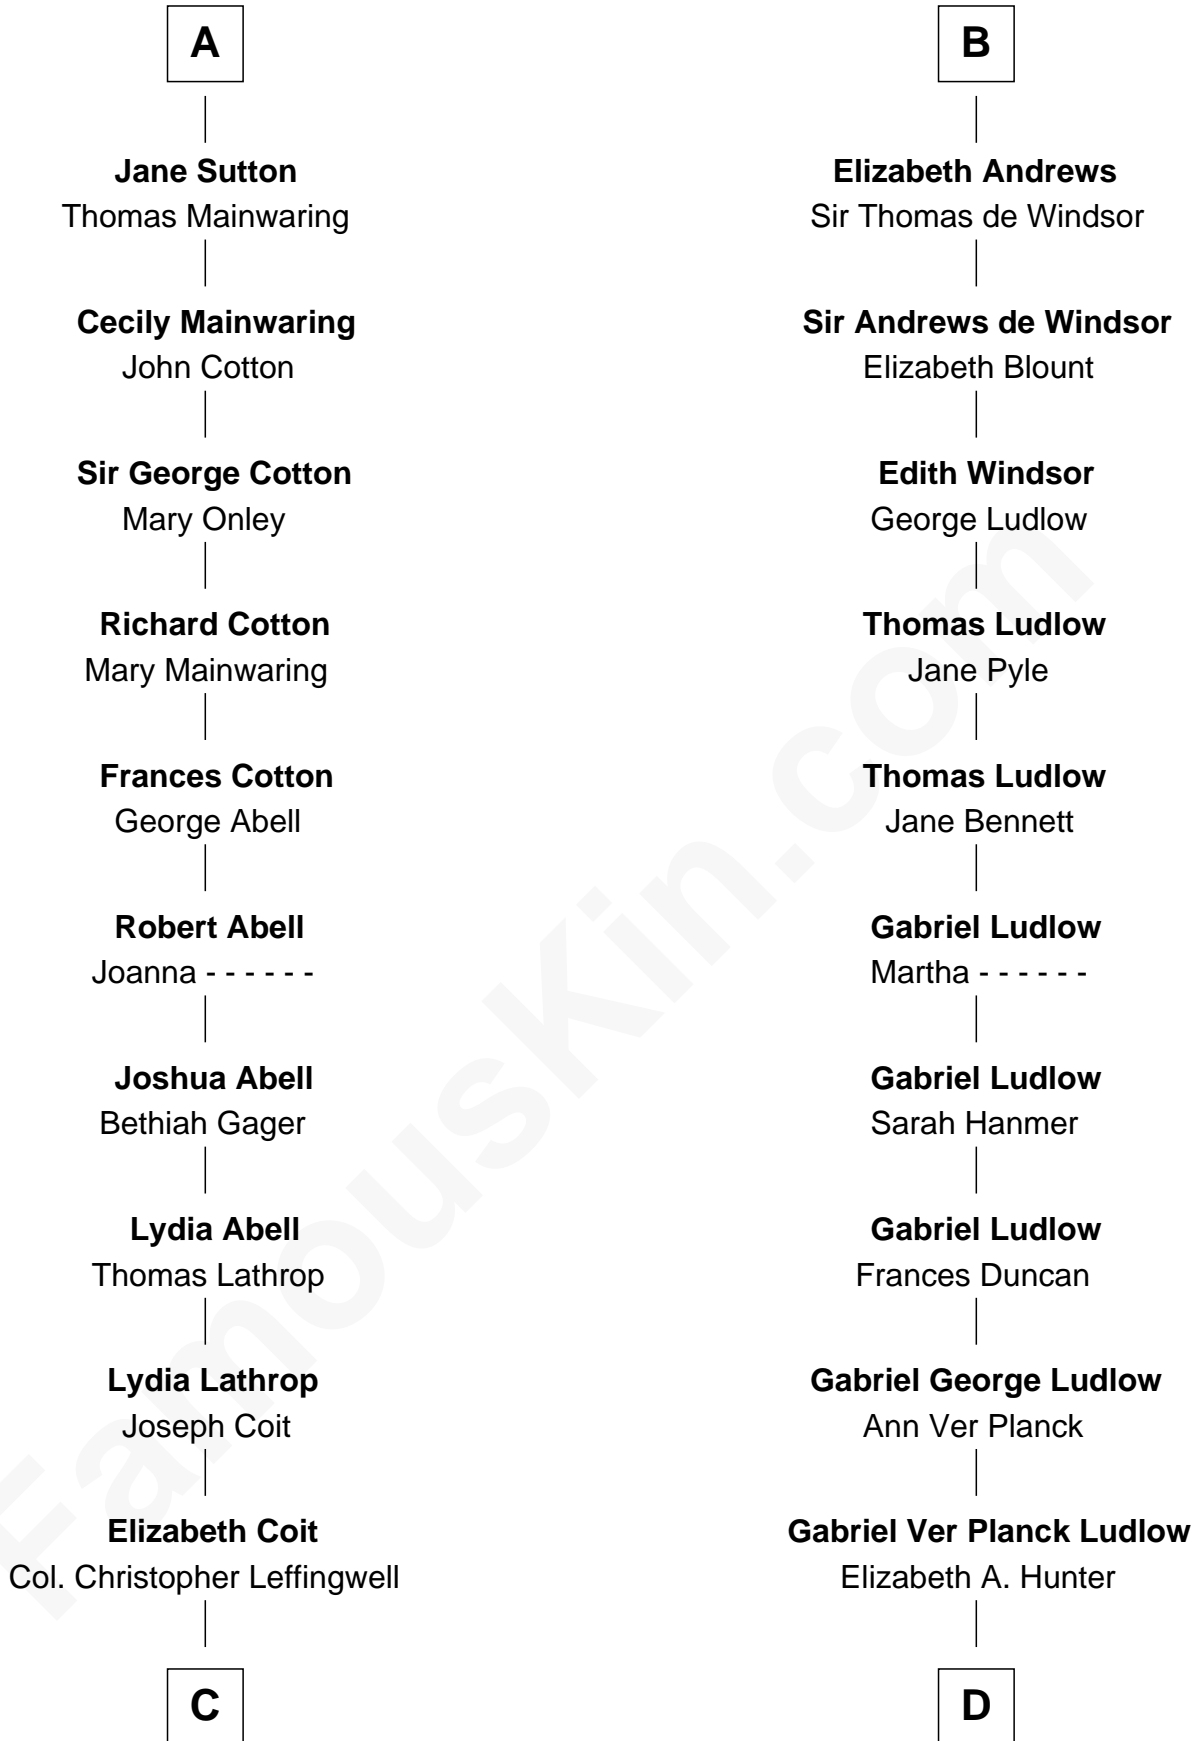 A
Jane Sutton
Thomas Mainwaring
Cecily Mainwaring
John Cotton
Sir George Cotton
Mary Onley
Richard Cotton
Mary Mainwaring
Frances Cotton
George Abell
Robert Abell
Joanna - - - - - -
Joshua Abell
Bethiah Gager
Lydia Abell
Thomas Lathrop
Lydia Lathrop
Joseph Coit
Elizabeth Coit
Col. Christopher Leffingwell
C
B
Elizabeth Andrews
Sir Thomas de Windsor
Sir Andrews de Windsor
Elizabeth Blount
Edith Windsor
George Ludlow
Thomas Ludlow
Jane Pyle
Thomas Ludlow
Jane Bennett
Gabriel Ludlow
Martha - - - - - -
Gabriel Ludlow
Sarah Hanmer
Gabriel Ludlow
Frances Duncan
Gabriel George Ludlow
Ann Ver Planck
Gabriel Ver Planck Ludlow
Elizabeth A. Hunter
D
FamousKin.com